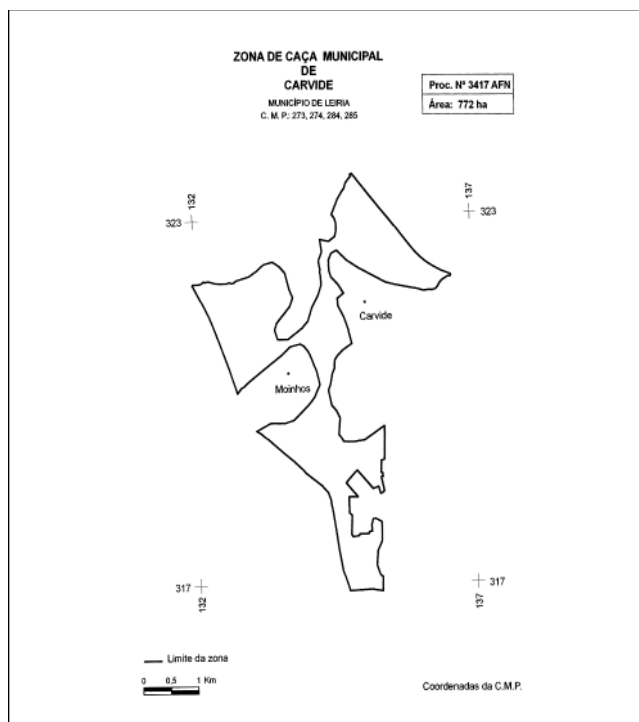 ZONA DE CAÇA MUNICIPAL
DE
CARVIDE
MUNICÍPIO DE LEIRIA
C. M. P.: 273, 274, 284, 285
Proc. Nº 3417 AFN
Área: 772 ha
132
323
137
323
Carvide
Moinhos
317
132
317
137
Limite da zona
0 0,5 1 Km
Coordenadas da C.M.P.